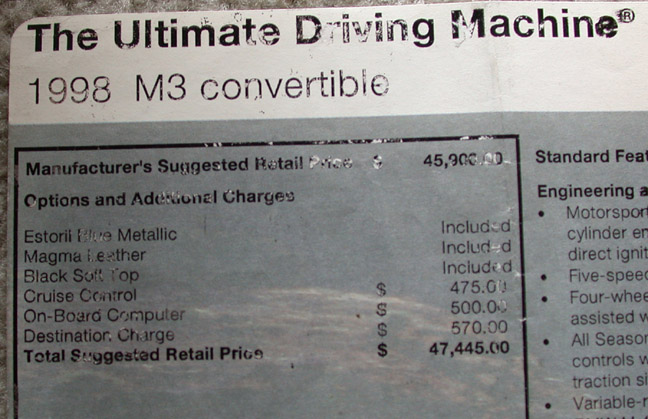 The Ultimate Driving Machine®
1998 M3 convertible
Manufacturer's Suggested Retail Price $ 45,900.00
Options and Additional Charges
Estoril Blue Metallic Included
Magma Leather Included
Black Soft Top Included
Cruise Control $ 475.00
On-Board Computer $ 500.00
Destination Charge $ 570.00
Total Suggested Retail Price $ 47,445.00
Standard Feat
Engineering a
• Motorsport
cylinder en
direct ignit
• Five-speed
• Four-whee
assisted w
• All Season
controls w
traction si
• Variable-r